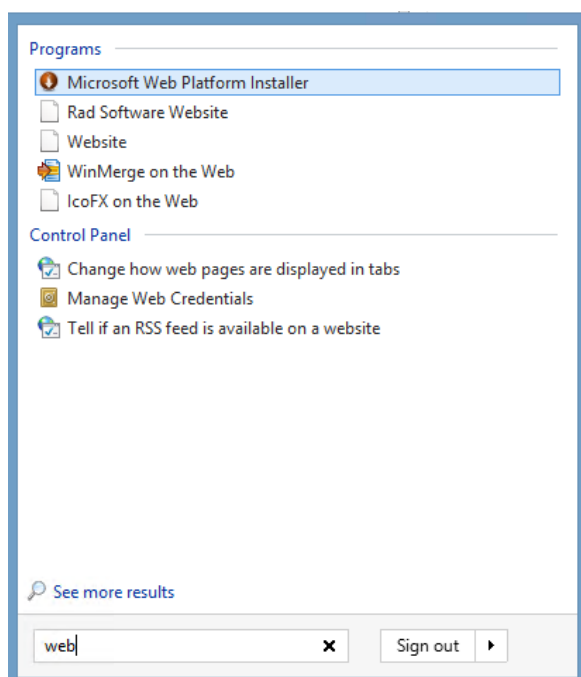 Programs
Microsoft Web Platform Installer
Rad Software Website
Website
WinMerge on the Web
IcoFX on the Web
Control Panel
Change how web pages are displayed in tabs
Manage Web Credentials
Tell if an RSS feed is available on a website
See more results
web
Sign out